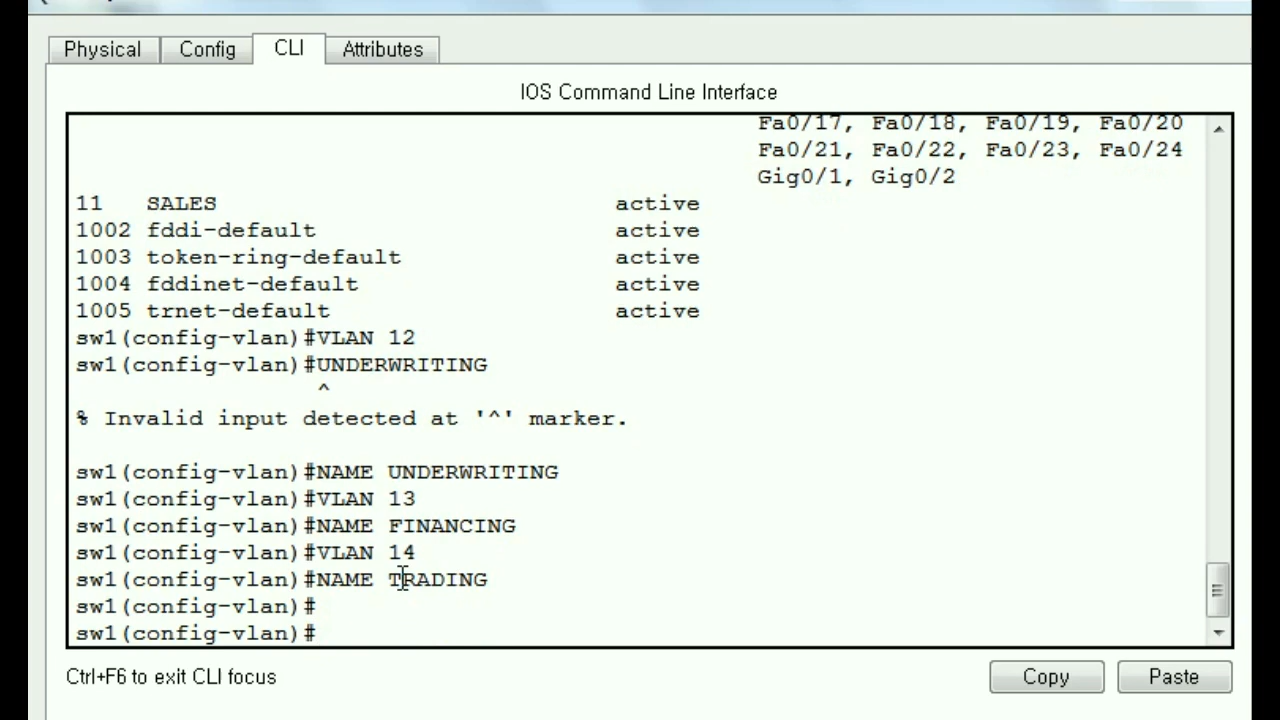 Physical Config CLI Attributes
IOS Command Line Interface
Fa0/17, Fa0/18, Fa0/19, Fa0/20
Fa0/21, Fa0/22, Fa0/23, Fa0/24
Gig0/1, Gig0/2
11 SALES active
1002 fddi-default active
1003 token-ring-default active
1004 fddinet-default active
1005 trnet-default active
sw1(config-vlan)#VLAN 12
sw1(config-vlan)#UNDERWRITING
^
% Invalid input detected at '^' marker.
sw1(config-vlan)#NAME UNDERWRITING
sw1(config-vlan)#VLAN 13
sw1(config-vlan)#NAME FINANCING
sw1(config-vlan)#VLAN 14
sw1(config-vlan)#NAME TRADING
sw1(config-vlan)#
sw1(config-vlan)#
Ctrl+F6 to exit CLI focus
Copy Paste